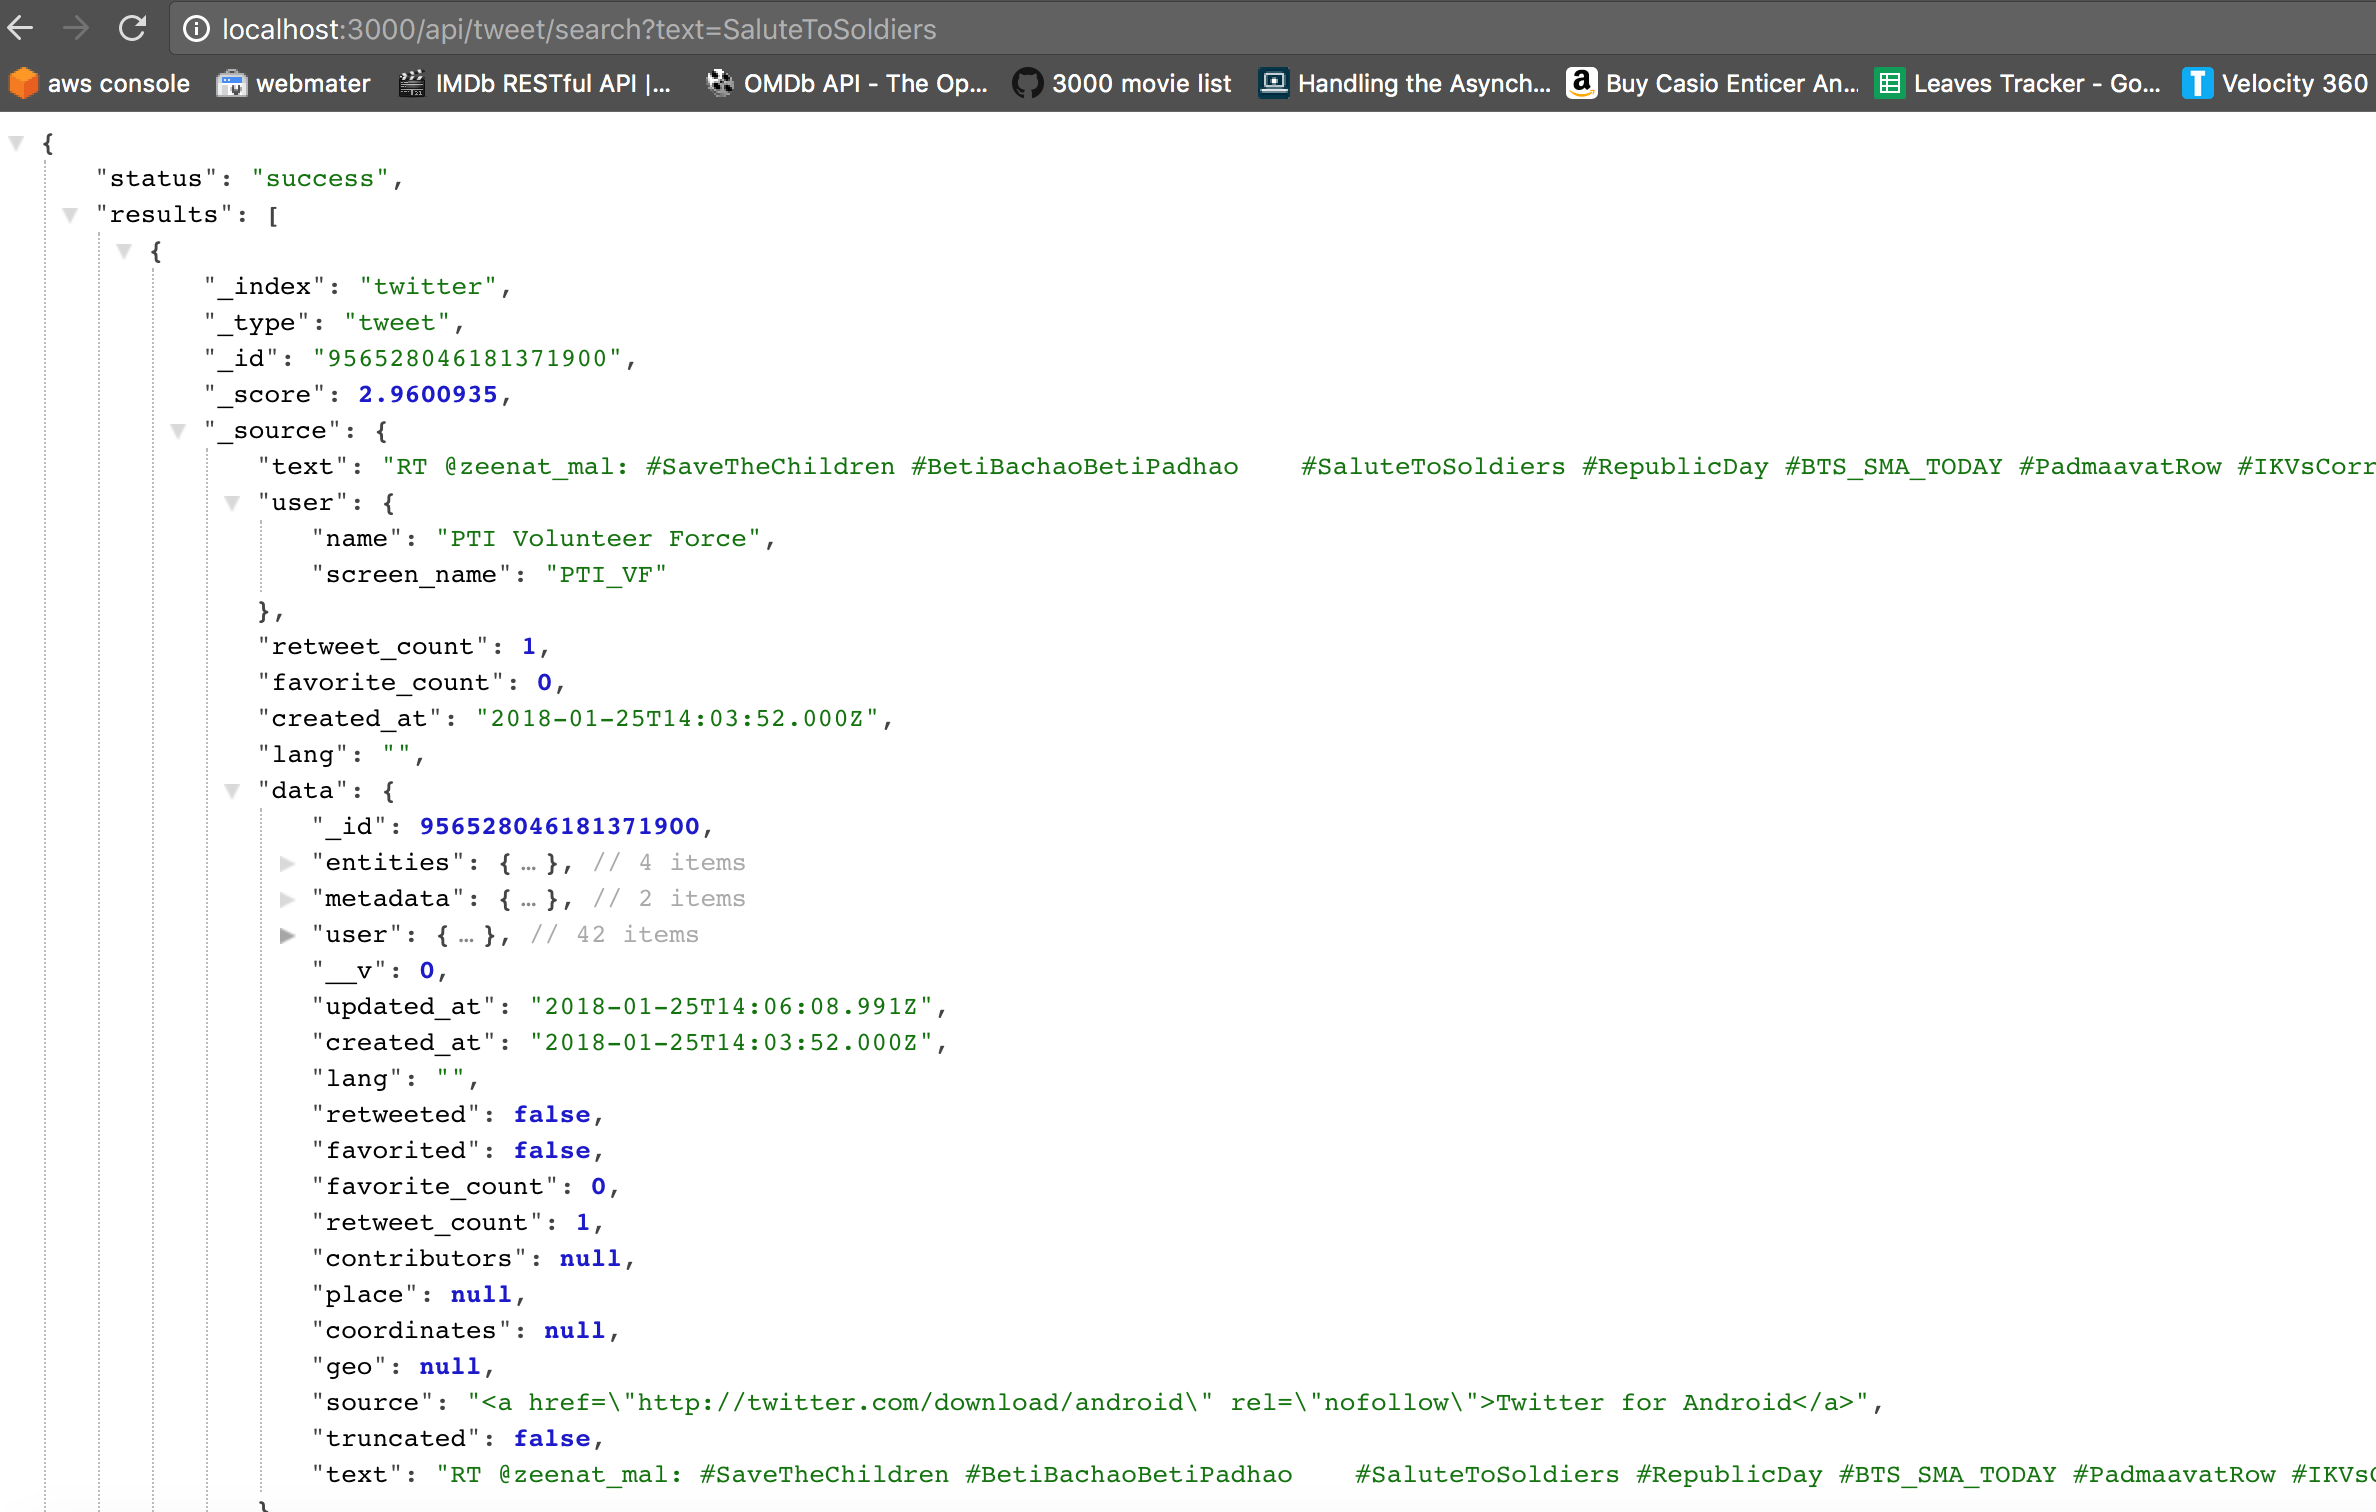 localhost:3000/api/tweet/search?text=SaluteToSoldiers
aws console webmater IMDb RESTful API |... OMDb API - The Op... 3000 movie list Handling the Asynch... Buy Casio Enticer An... Leaves Tracker - Go... Velocity 360
{
"status": "success",
"results": [
{
"_index": "twitter",
"_type": "tweet",
"_id": "956528046181371900",
"_score": 2.9600935,
"_source": {
"text": "RT @zeenat_mal: #SaveTheChildren #BetiBachaoBetiPadhao #SaluteToSoldiers #RepublicDay #BTS_SMA_TODAY #PadmaavatRow #IKVsCorr
"user": {
"name": "PTI Volunteer Force",
"screen_name": "PTI_VF"
},
"retweet_count": 1,
"favorite_count": 0,
"created_at": "2018-01-25T14:03:52.000Z",
"lang": "",
"data": {
"_id": 956528046181371900,
"entities": { … }, // 4 items
"metadata": { … }, // 2 items
"user": { … }, // 42 items
"__v": 0,
"updated_at": "2018-01-25T14:06:08.991Z",
"created_at": "2018-01-25T14:03:52.000Z",
"lang": "",
"retweeted": false,
"favorited": false,
"favorite_count": 0,
"retweet_count": 1,
"contributors": null,
"place": null,
"coordinates": null,
"geo": null,
"source": "<a href=\"http://twitter.com/download/android\" rel=\"nofollow\">Twitter for Android</a>",
"truncated": false,
"text": "RT @zeenat_mal: #SaveTheChildren #BetiBachaoBetiPadhao #SaluteToSoldiers #RepublicDay #BTS_SMA_TODAY #PadmaavatRow #IKVsC
}